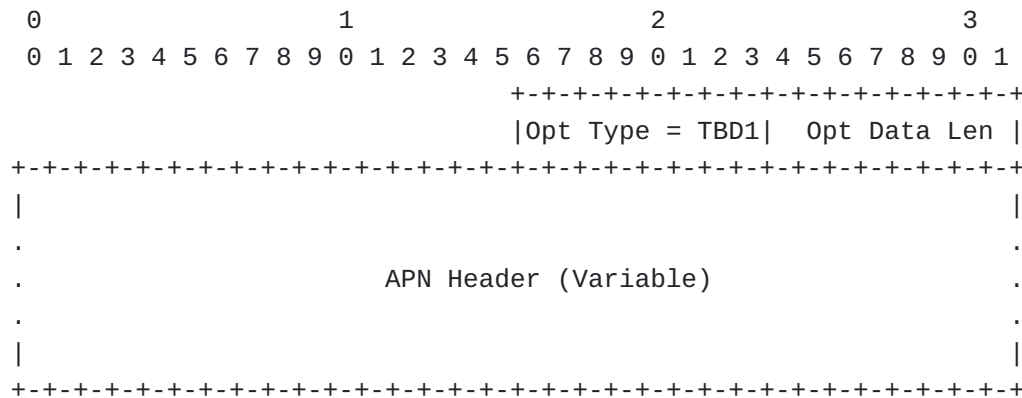 0                   1                   2                   3
 0 1 2 3 4 5 6 7 8 9 0 1 2 3 4 5 6 7 8 9 0 1 2 3 4 5 6 7 8 9 0 1
                                +-+-+-+-+-+-+-+-+-+-+-+-+-+-+-+-+
                                |Opt Type = TBD1|  Opt Data Len |
+-+-+-+-+-+-+-+-+-+-+-+-+-+-+-+-+-+-+-+-+-+-+-+-+-+-+-+-+-+-+-+-+
|                                                               |
.                                                               .
.                       APN Header (Variable)                   .
.                                                               .
|                                                               |
+-+-+-+-+-+-+-+-+-+-+-+-+-+-+-+-+-+-+-+-+-+-+-+-+-+-+-+-+-+-+-+-+